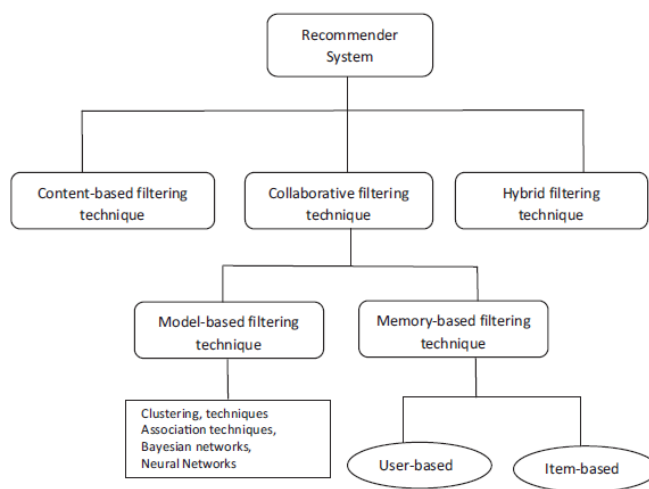 Recommender
System
Content-based filtering
technique
Collaborative filtering
technique
Hybrid filtering
technique
Model-based filtering
technique
Memory-based filtering
technique
Clustering, techniques
Association techniques,
Bayesian networks,
Neural Networks
User-based
Item-based